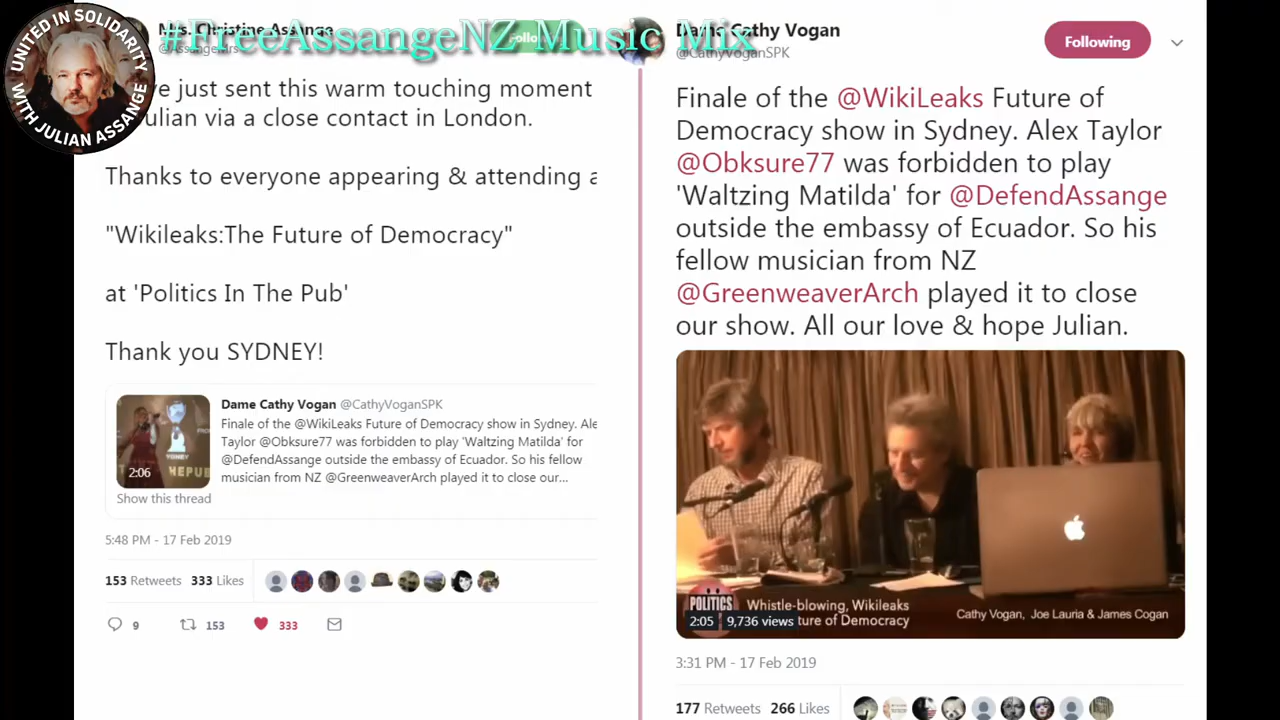 #FreeAssangeNZ Music Mix
UNITED IN SOLIDARITY
WITH JULIAN ASSANGE
Mrs. Christine Assange
@AssangeMrs
just sent this warm touching moment
Julian via a close contact in London.
Thanks to everyone appearing & attending a
"Wikileaks:The Future of Democracy"
at 'Politics In The Pub'
Thank you SYDNEY!
Dame Cathy Vogan @CathyVoganSPK
Finale of the @WikiLeaks Future of Democracy show in Sydney. Ale
Taylor @Obksure77 was forbidden to play 'Waltzing Matilda' for
@DefendAssange outside the embassy of Ecuador. So his fellow
musician from NZ @GreenweaverArch played it to close our...
2:06
Show this thread
5:48 PM - 17 Feb 2019
153 Retweets 333 Likes
9 153 333
Dame Cathy Vogan
@CathyVoganSPK
Following
Finale of the @WikiLeaks Future of
Democracy show in Sydney. Alex Taylor
@Obksure77 was forbidden to play
'Waltzing Matilda' for @DefendAssange
outside the embassy of Ecuador. So his
fellow musician from NZ
@GreenweaverArch played it to close
our show. All our love & hope Julian.
POLITICS
Whistle-blowing, Wikileaks
ture of Democracy
2:05 9,736 views
Cathy Vogan, Joe Lauria & James Cogan
3:31 PM - 17 Feb 2019
177 Retweets 266 Likes